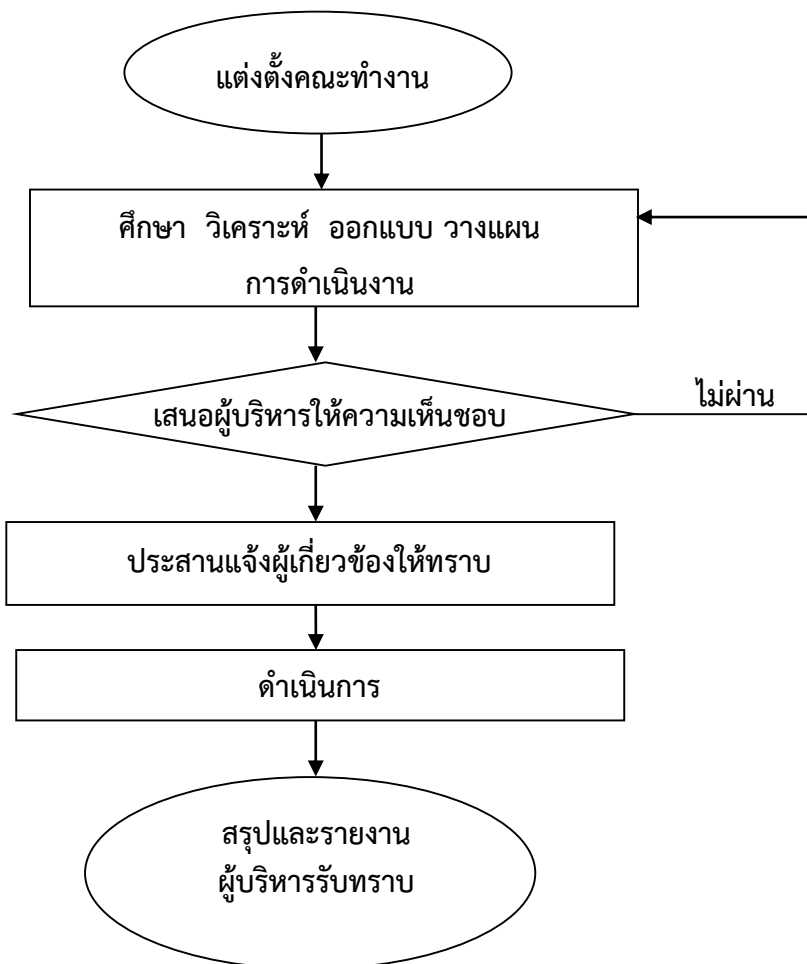 แต่งตั้งคณะทำงาน
ศึกษา วิเคราะห์ ออกแบบ วางแผน
การดำเนินงาน
ไม่ผ่าน
เสนอผู้บริหารให้ความเห็นชอบ
ประสานแจ้งผู้เกี่ยวข้องให้ทราบ
ดำเนินการ
สรุปและรายงาน
ผู้บริหารรับทราบ